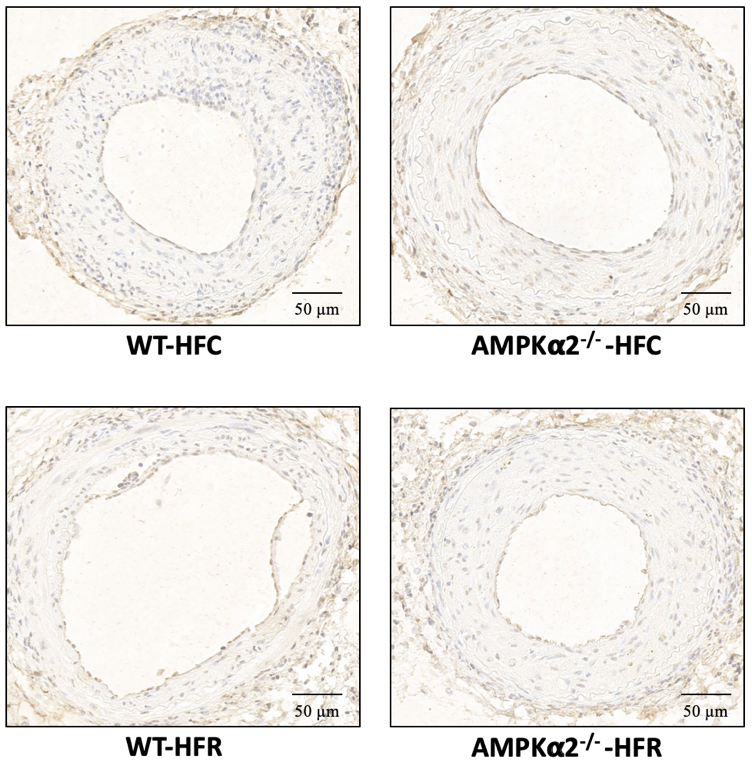 50 µm
50 µm
WT-HFC
AMPKα2⁻/⁻ -HFC
50 µm
50 µm
WT-HFR
AMPKα2⁻/⁻ -HFR